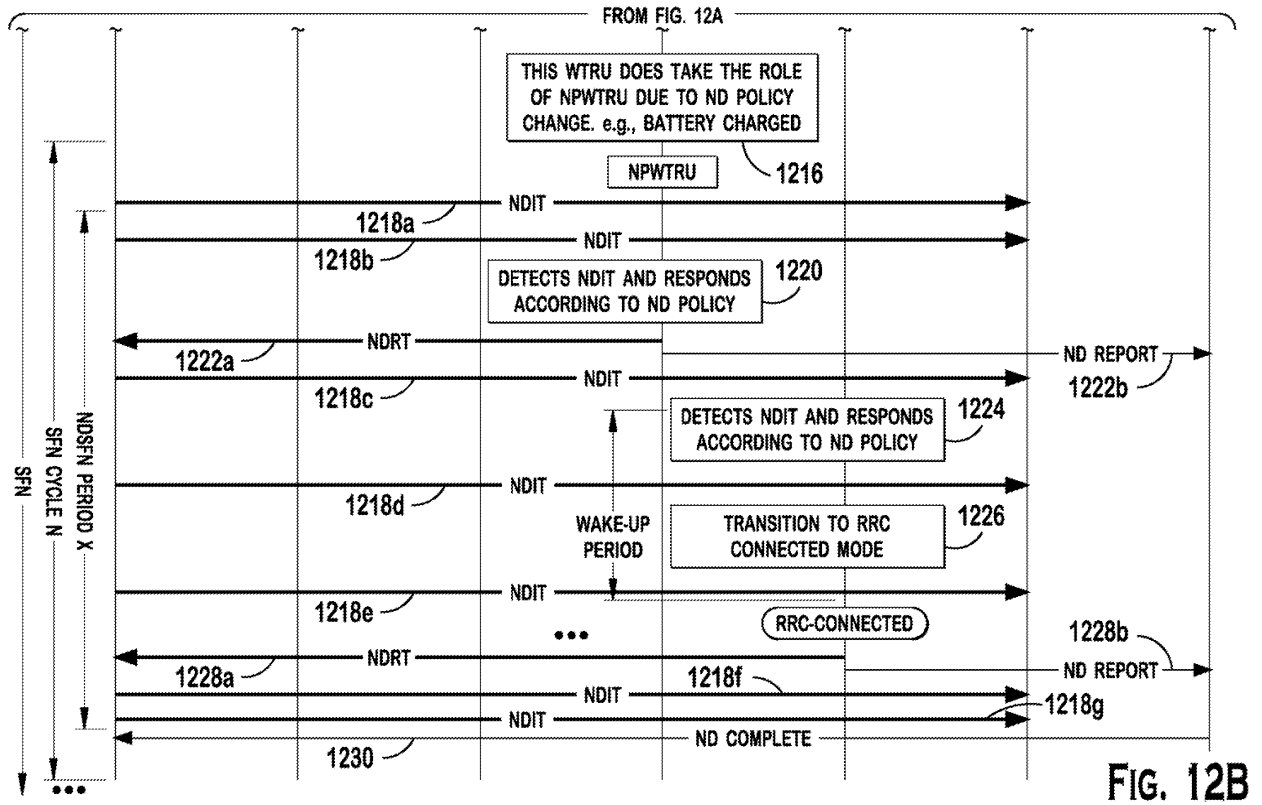 FROM FIG. 12A
THIS WTRU DOES TAKE THE ROLE
OF NPWTRU DUE TO ND POLICY
CHANGE. e.g., BATTERY CHARGED
1216
NPWTRU
NDIT
1218a
NDIT
1218b
DETECTS NDIT AND RESPONDS
ACCORDING TO ND POLICY
1220
NDRT
1222a
ND REPORT
1222b
NDIT
1218c
DETECTS NDIT AND RESPONDS
ACCORDING TO ND POLICY
1224
NDIT
1218d
WAKE-UP
PERIOD
TRANSITION TO RRC
CONNECTED MODE
1226
NDIT
1218e
RRC-CONNECTED
•••
1228b
NDRT
1228a
ND REPORT
1218f
NDIT
NDIT
1218g
ND COMPLETE
1230
SFN
SFN CYCLE N
NDSFN PERIOD X
•••
FIG. 12B